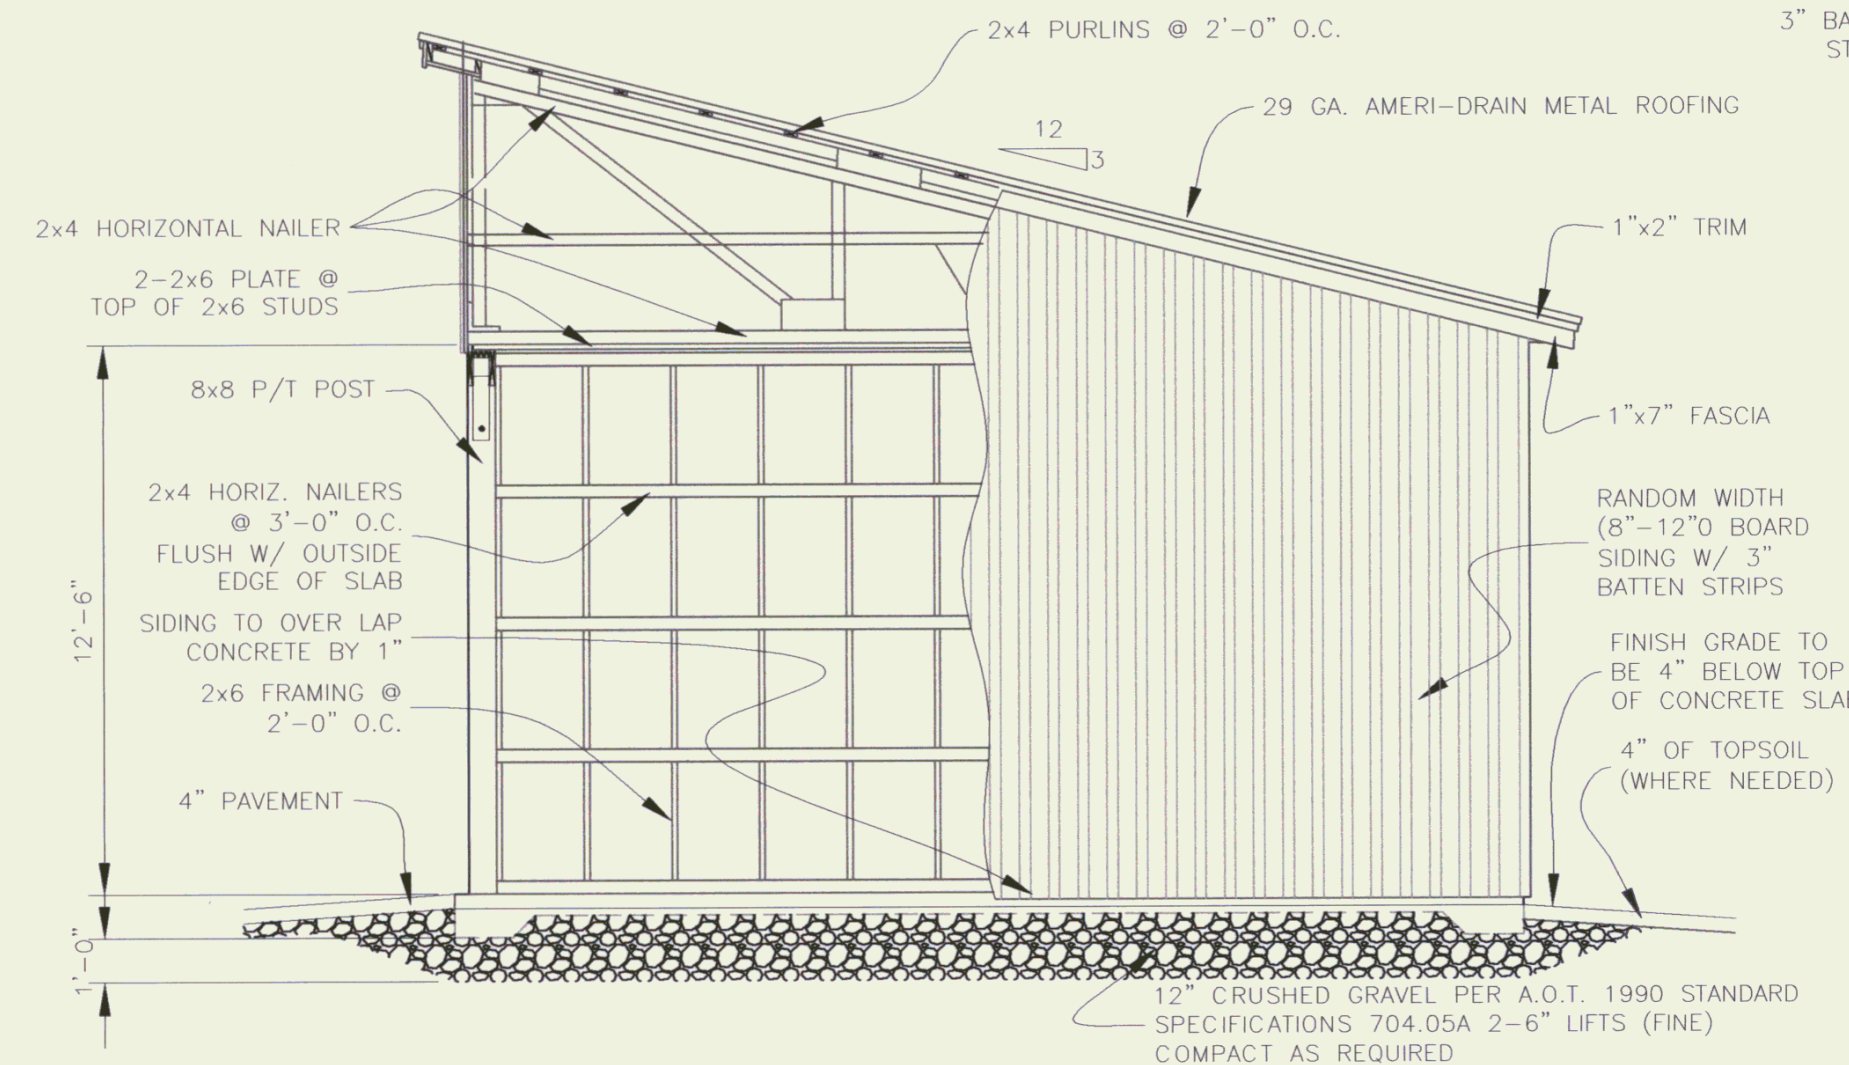 3" BA
ST
2x4 PURLINS @ 2'-0" O.C.
29 GA. AMERI-DRAIN METAL ROOFING
12
3
2x4 HORIZONTAL NAILER
1"x2" TRIM
2-2x6 PLATE @
TOP OF 2x6 STUDS
8x8 P/T POST
1"x7" FASCIA
2x4 HORIZ. NAILERS
@ 3'-0" O.C.
FLUSH W/ OUTSIDE
EDGE OF SLAB
RANDOM WIDTH
(8"-12"0 BOARD
SIDING W/ 3"
BATTEN STRIPS
12'-6"
SIDING TO OVER LAP
CONCRETE BY 1"
FINISH GRADE TO
BE 4" BELOW TOP
OF CONCRETE SLAB
2x6 FRAMING @
2'-0" O.C.
4" OF TOPSOIL
(WHERE NEEDED)
4" PAVEMENT
1'-0"
12" CRUSHED GRAVEL PER A.O.T. 1990 STANDARD
SPECIFICATIONS 704.05A 2-6" LIFTS (FINE)
COMPACT AS REQUIRED